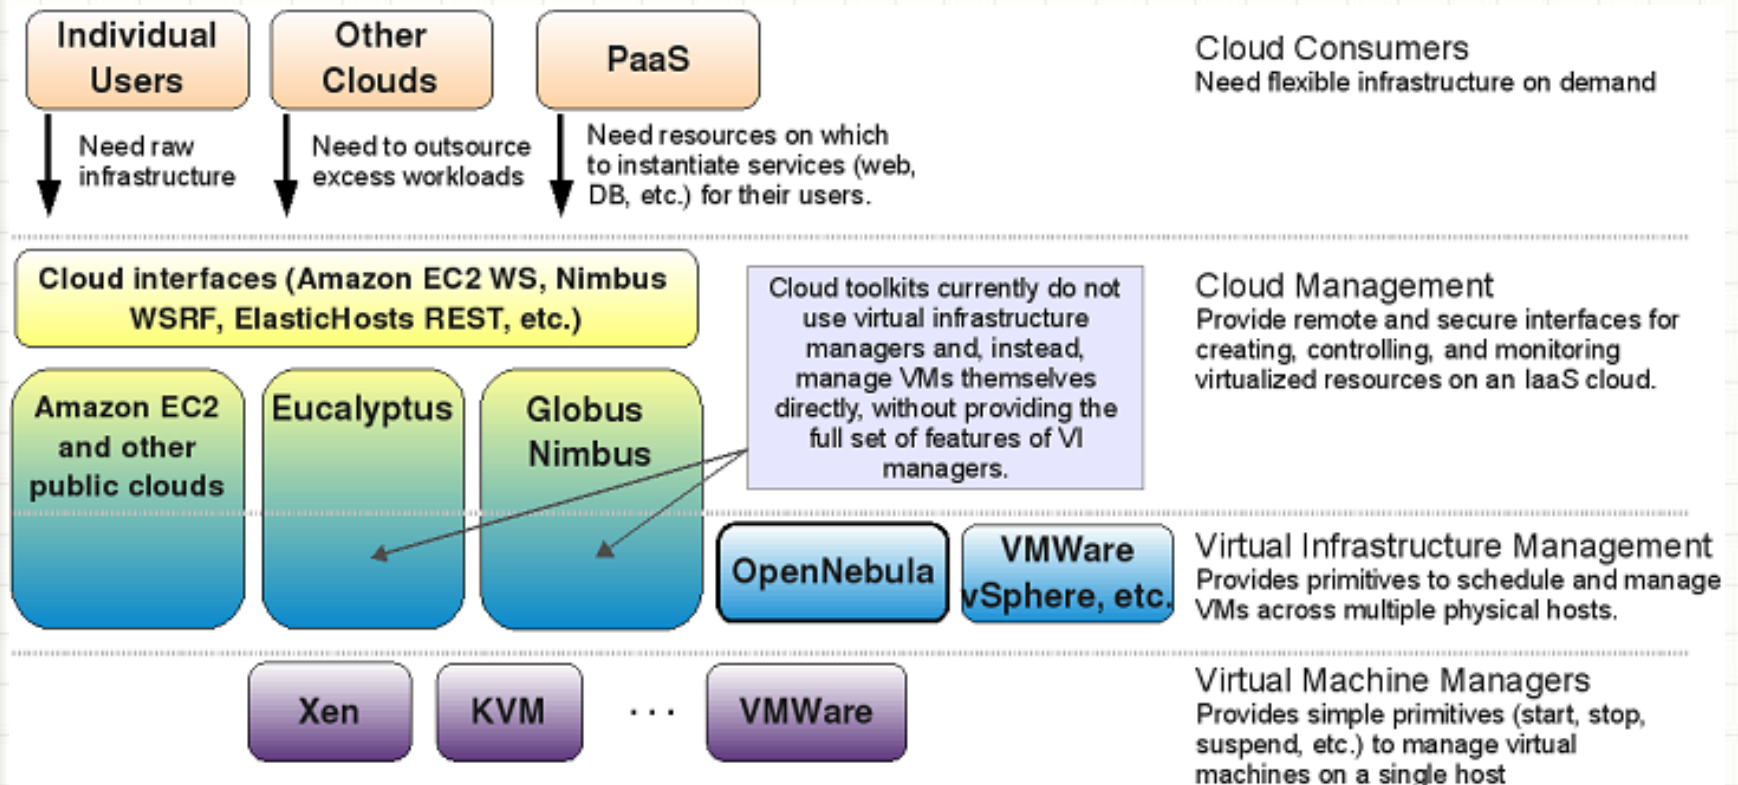 Individual
Users
Other
Clouds
PaaS
Cloud Consumers
Need flexible infrastructure on demand
Need raw
infrastructure
Need to outsource
excess workloads
Need resources on which
to instantiate services (web,
DB, etc.) for their users.
Cloud interfaces (Amazon EC2 WS, Nimbus
WSRF, ElasticHosts REST, etc.)
Cloud toolkits currently do not
use virtual infrastructure
managers and, instead,
manage VMs themselves
directly, without providing the
full set of features of VI
managers.
Cloud Management
Provide remote and secure interfaces for
creating, controlling, and monitoring
virtualized resources on an IaaS cloud.
Amazon EC2
and other
public clouds
Eucalyptus
Globus
Nimbus
OpenNebula
VMWare
vSphere, etc.
Virtual Infrastructure Management
Provides primitives to schedule and manage
VMs across multiple physical hosts.
Xen
KVM
...
VMWare
Virtual Machine Managers
Provides simple primitives (start, stop,
suspend, etc.) to manage virtual
machines on a single host